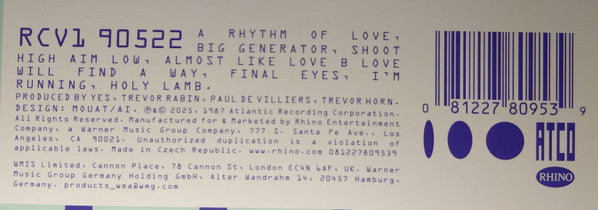 RCV1 90522 A RHYTHM OF LOVE,
BIG GENERATOR, SHOOT
HIGH AIM LOW, ALMOST LIKE LOVE B LOVE
WILL FIND A WAY, FINAL EYES, I'M
RUNNING, HOLY LAMB.
PRODUCED BY YES, TREVOR RABIN, PAUL DE VILLIERS, TREVOR HORN.
DESIGN: MOUAT/AI. ℗&© 2025, 1987 Atlantic Recording Corporation.
All Rights Reserved. Manufactured for & Marketed by Rhino Entertainment
Company, a Warner Music Group Company, 777 S. Santa Fe Ave., Los
Angeles, CA 90021. Unauthorized duplication is a violation of
applicable laws. Made in Czech Republic. www.rhino.com 081227809539
WMIS Limited, Cannon Place, 78 Cannon St, London EC4N 6AF, UK. Warner
Music Group Germany Holding GmbH, Alter Wandrahm 14, 20457 Hamburg,
Germany. products_wea@wmg.com
0 81227 80953 9
ATCO
RHINO